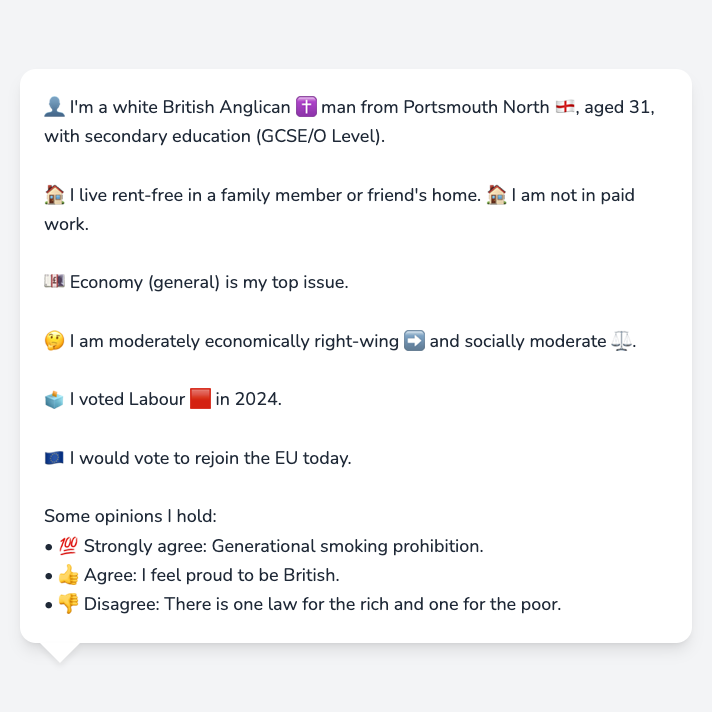 👤 I'm a white British Anglican ✝️ man from Portsmouth North 🏴󠁧󠁢󠁥󠁮󠁧󠁿, aged 31,
with secondary education (GCSE/O Level).
🏠 I live rent-free in a family member or friend's home. 🏠 I am not in paid
work.
💷 Economy (general) is my top issue.
🤔 I am moderately economically right-wing ➡️ and socially moderate ⚖️.
🗳️ I voted Labour 🟥 in 2024.
🇪🇺 I would vote to rejoin the EU today.
Some opinions I hold:
• 💯 Strongly agree: Generational smoking prohibition.
• 👍 Agree: I feel proud to be British.
• 👎 Disagree: There is one law for the rich and one for the poor.